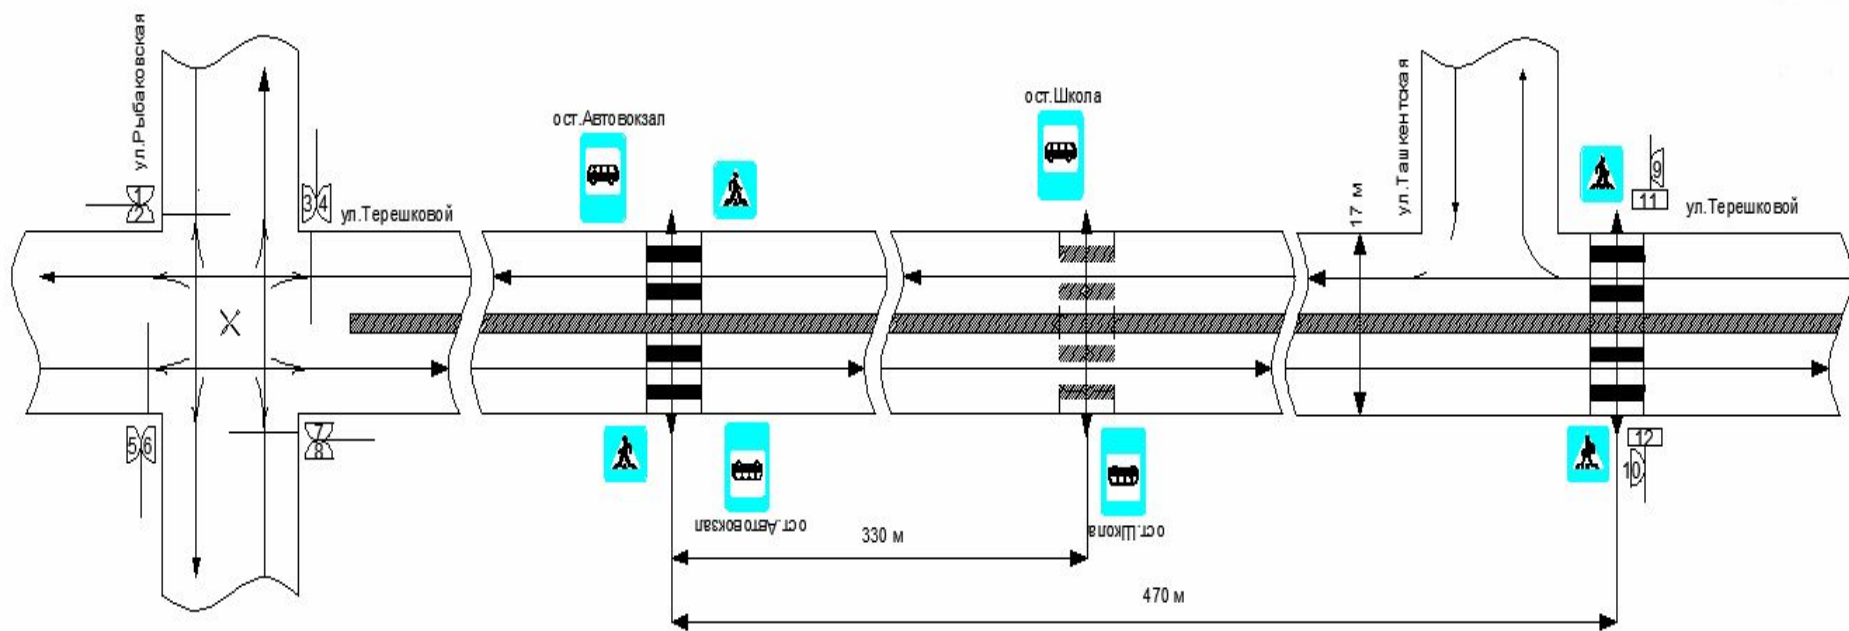 ул.Рыбаковская
ост.Автовокзал
ост.Школа
ул.Ташкентская
1
2
3 4
ул.Терешковой
17 м
9
11
ул.Терешковой
5 6
7
8
ост.Автовокзал
ост.Школа
12
10
330 м
470 м